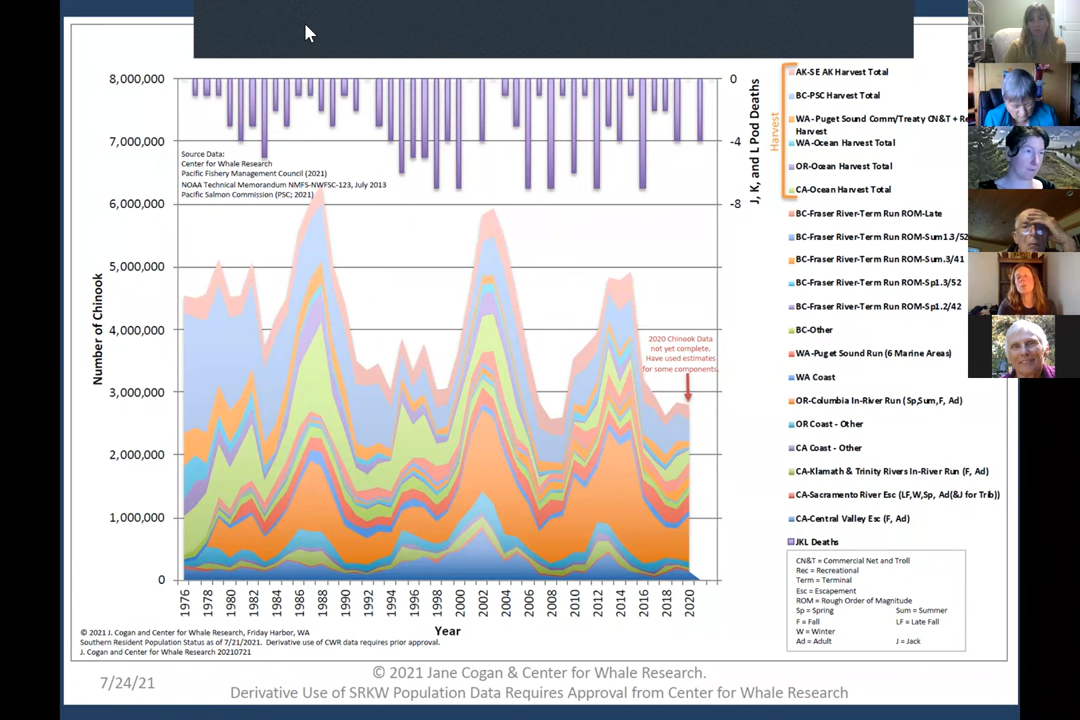 8,000,000
7,000,000
6,000,000
5,000,000
4,000,000
3,000,000
2,000,000
1,000,000
0
Number of Chinook
Source Data:
Center for Whale Research
Pacific Fishery Management Council (2021)
NOAA Technical Memorandum NMFS-NWFSC-123, July 2013
Pacific Salmon Commission (PSC; 2021)
2020 Chinook Data
not yet complete.
Have used estimates
for some components.
0
-4
-8
J, K, and L Pod Deaths
1976
1978
1980
1982
1984
1986
1988
1990
1992
1994
1996
1998
2000
2002
2004
2006
2008
2010
2012
2014
2016
2018
2020
Year
Harvest
AK-SE AK Harvest Total
BC-PSC Harvest Total
WA- Puget Sound Comm/Treaty CN&T + Re
Harvest
WA-Ocean Harvest Total
OR-Ocean Harvest Total
CA-Ocean Harvest Total
BC-Fraser River-Term Run ROM-Late
BC-Fraser River-Term Run ROM-Sum1.3/52
BC-Fraser River-Term Run ROM-Sum.3/41
BC-Fraser River-Term Run ROM-Sp1.3/52
BC-Fraser River-Term Run ROM-Sp1.2/42
BC-Other
WA-Puget Sound Run (6 Marine Areas)
WA Coast
OR-Columbia In-River Run (Sp,Sum,F, Ad)
OR Coast - Other
CA Coast - Other
CA-Klamath & Trinity Rivers In-River Run (F, Ad)
CA-Sacramento River Esc (LF,W,Sp, Ad(&J for Trib))
CA-Central Valley Esc (F, Ad)
JKL Deaths
CN&T = Commercial Net and Troll
Rec = Recreational
Term = Terminal
Esc = Escapement
ROM = Rough Order of Magnitude
Sp = Spring Sum = Summer
F = Fall LF = Late Fall
W = Winter
Ad = Adult J = Jack
© 2021 J. Cogan and Center for Whale Research, Friday Harbor, WA
Southern Resident Population Status as of 7/21/2021. Derivative use of CWR data requires prior approval.
J. Cogan and Center for Whale Research 20210721
7/24/21
© 2021 Jane Cogan & Center for Whale Research.
Derivative Use of SRKW Population Data Requires Approval from Center for Whale Research